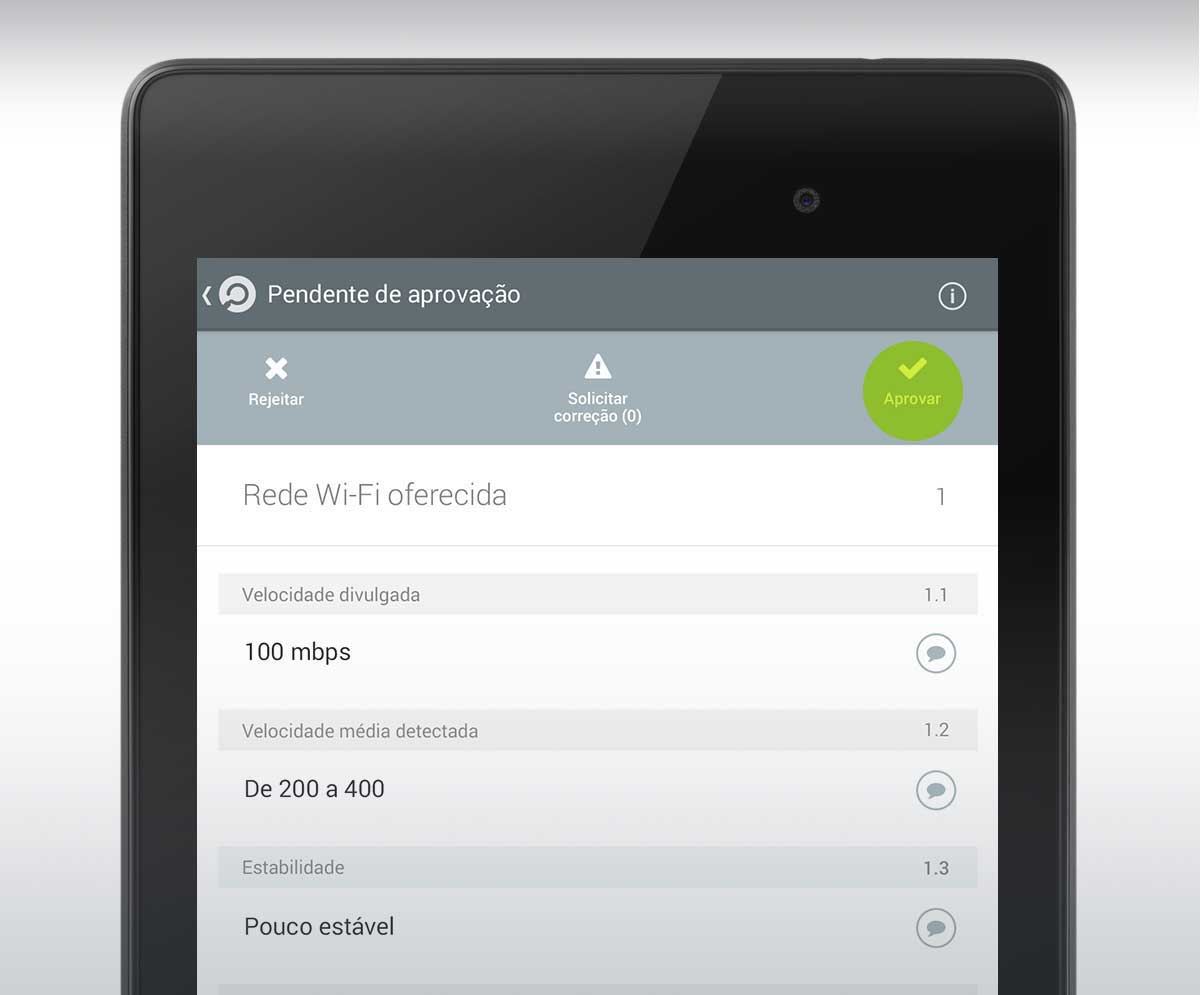 Pendente de aprovação
Rejeitar
Solicitar
correção (0)
Aprovar
Rede Wi-Fi oferecida 1
Velocidade divulgada 1.1
100 mbps
Velocidade média detectada 1.2
De 200 a 400
Estabilidade 1.3
Pouco estável